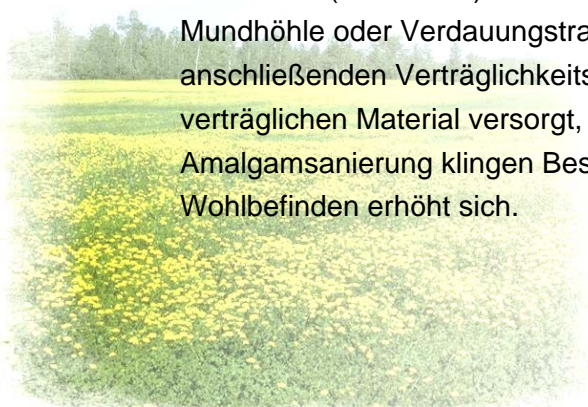 Mundhöhle oder Verdauungstra
anschließenden Verträglichkeits
verträglichen Material versorgt,
Amalgamsanierung klingen Bes
Wohlbefinden erhöht sich.